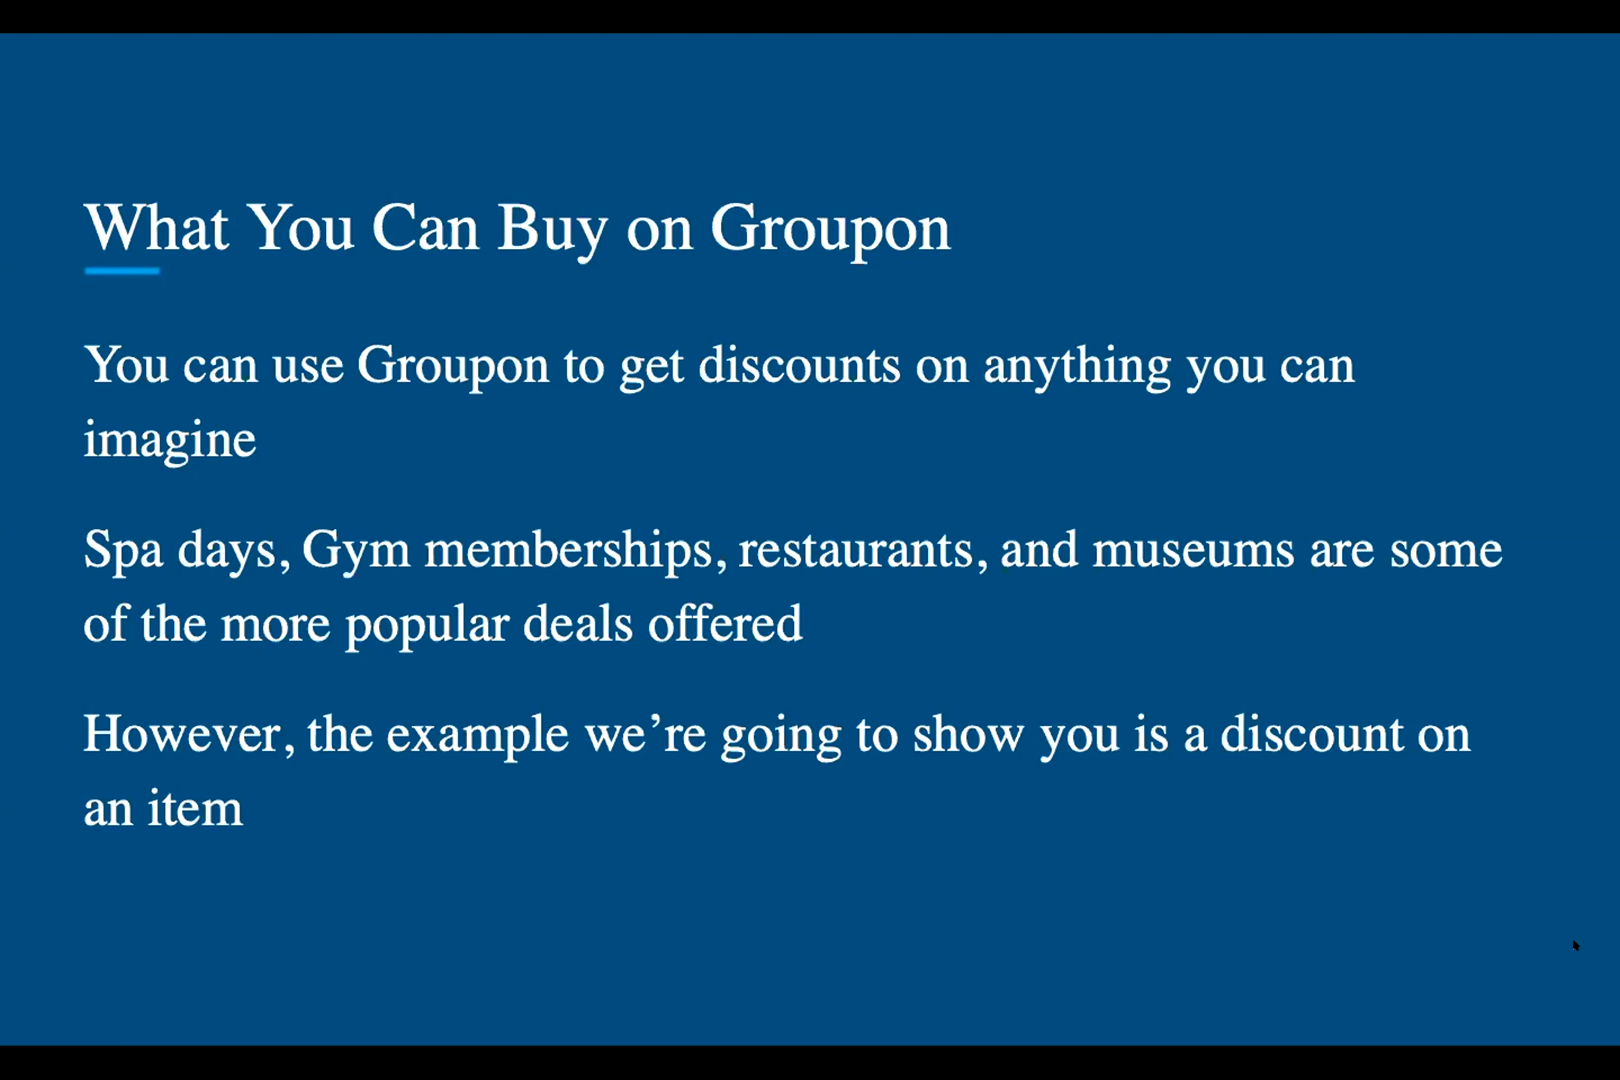 What You Can Buy on Groupon
You can use Groupon to get discounts on anything you can
imagine
Spa days, Gym memberships, restaurants, and museums are some
of the more popular deals offered
However, the example we’re going to show you is a discount on
an item